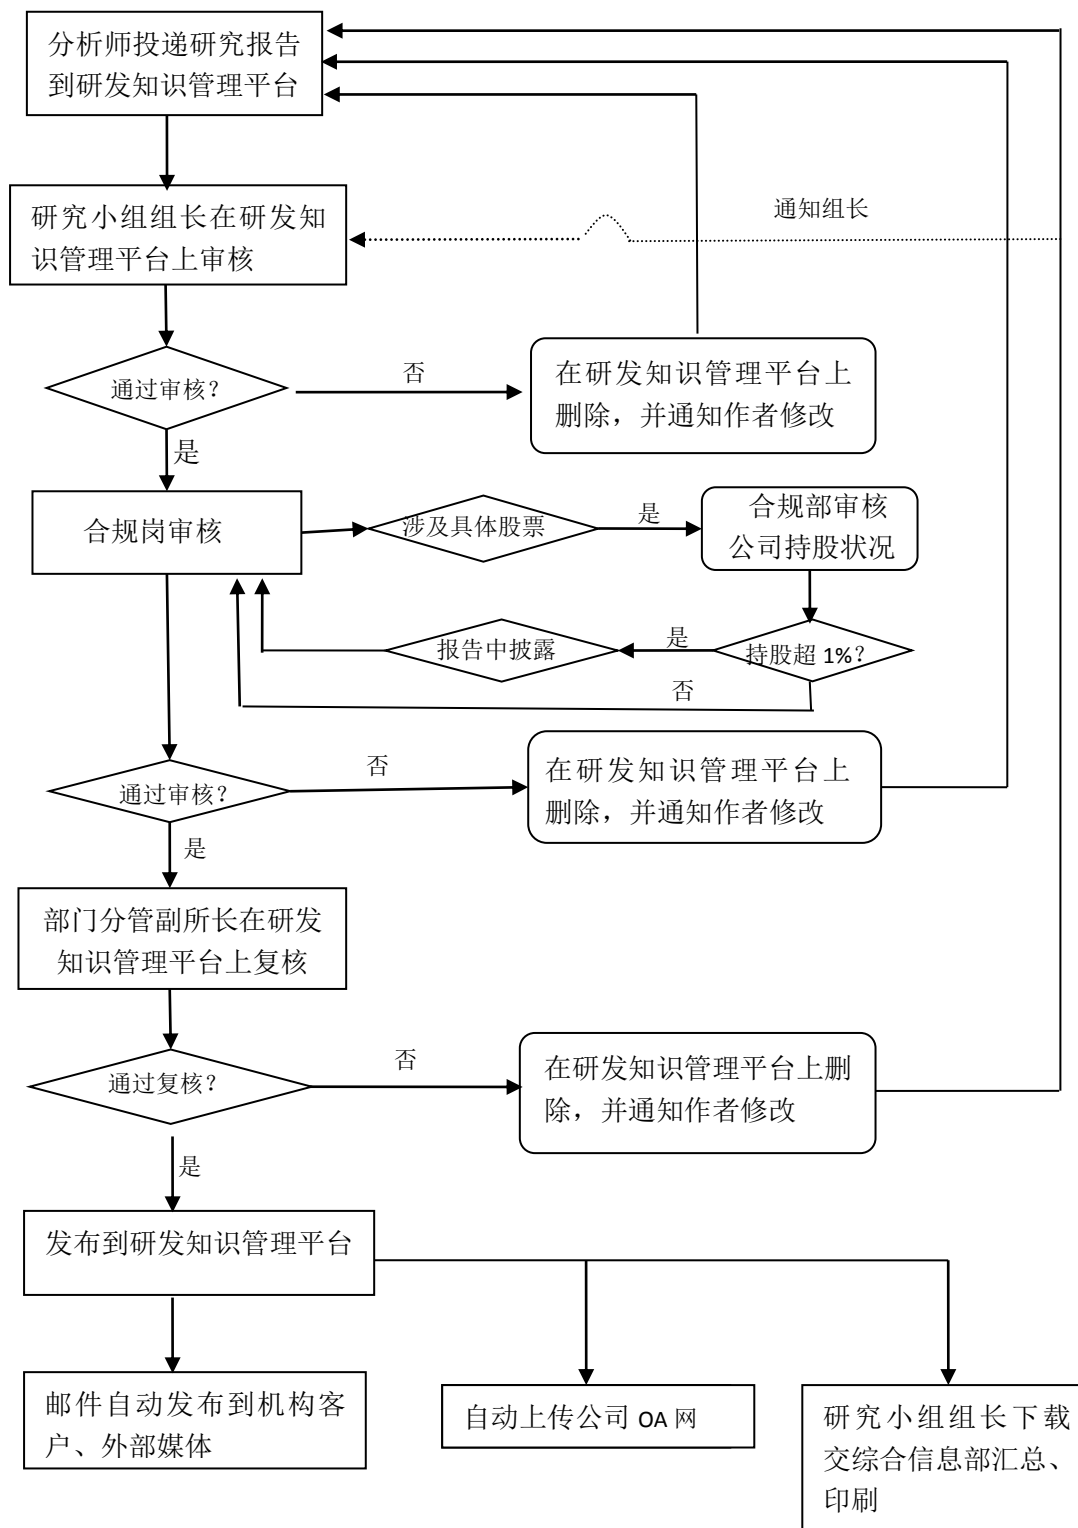 分析师投递研究报告
到研发知识管理平台
研究小组组长在研发知
识管理平台上审核
通知组长
通过审核？
否
在研发知识管理平台上
删除，并通知作者修改
是
合规岗审核
涉及具体股票
是
合规部审核
公司持股状况
报告中披露
是
持股超 1%？
否
通过审核？
否
在研发知识管理平台上
删除，并通知作者修改
是
部门分管副所长在研发
知识管理平台上复核
通过复核？
否
在研发知识管理平台上删
除，并通知作者修改
是
发布到研发知识管理平台
邮件自动发布到机构客
户、外部媒体
自动上传公司 OA 网
研究小组组长下载
交综合信息部汇总、
印刷